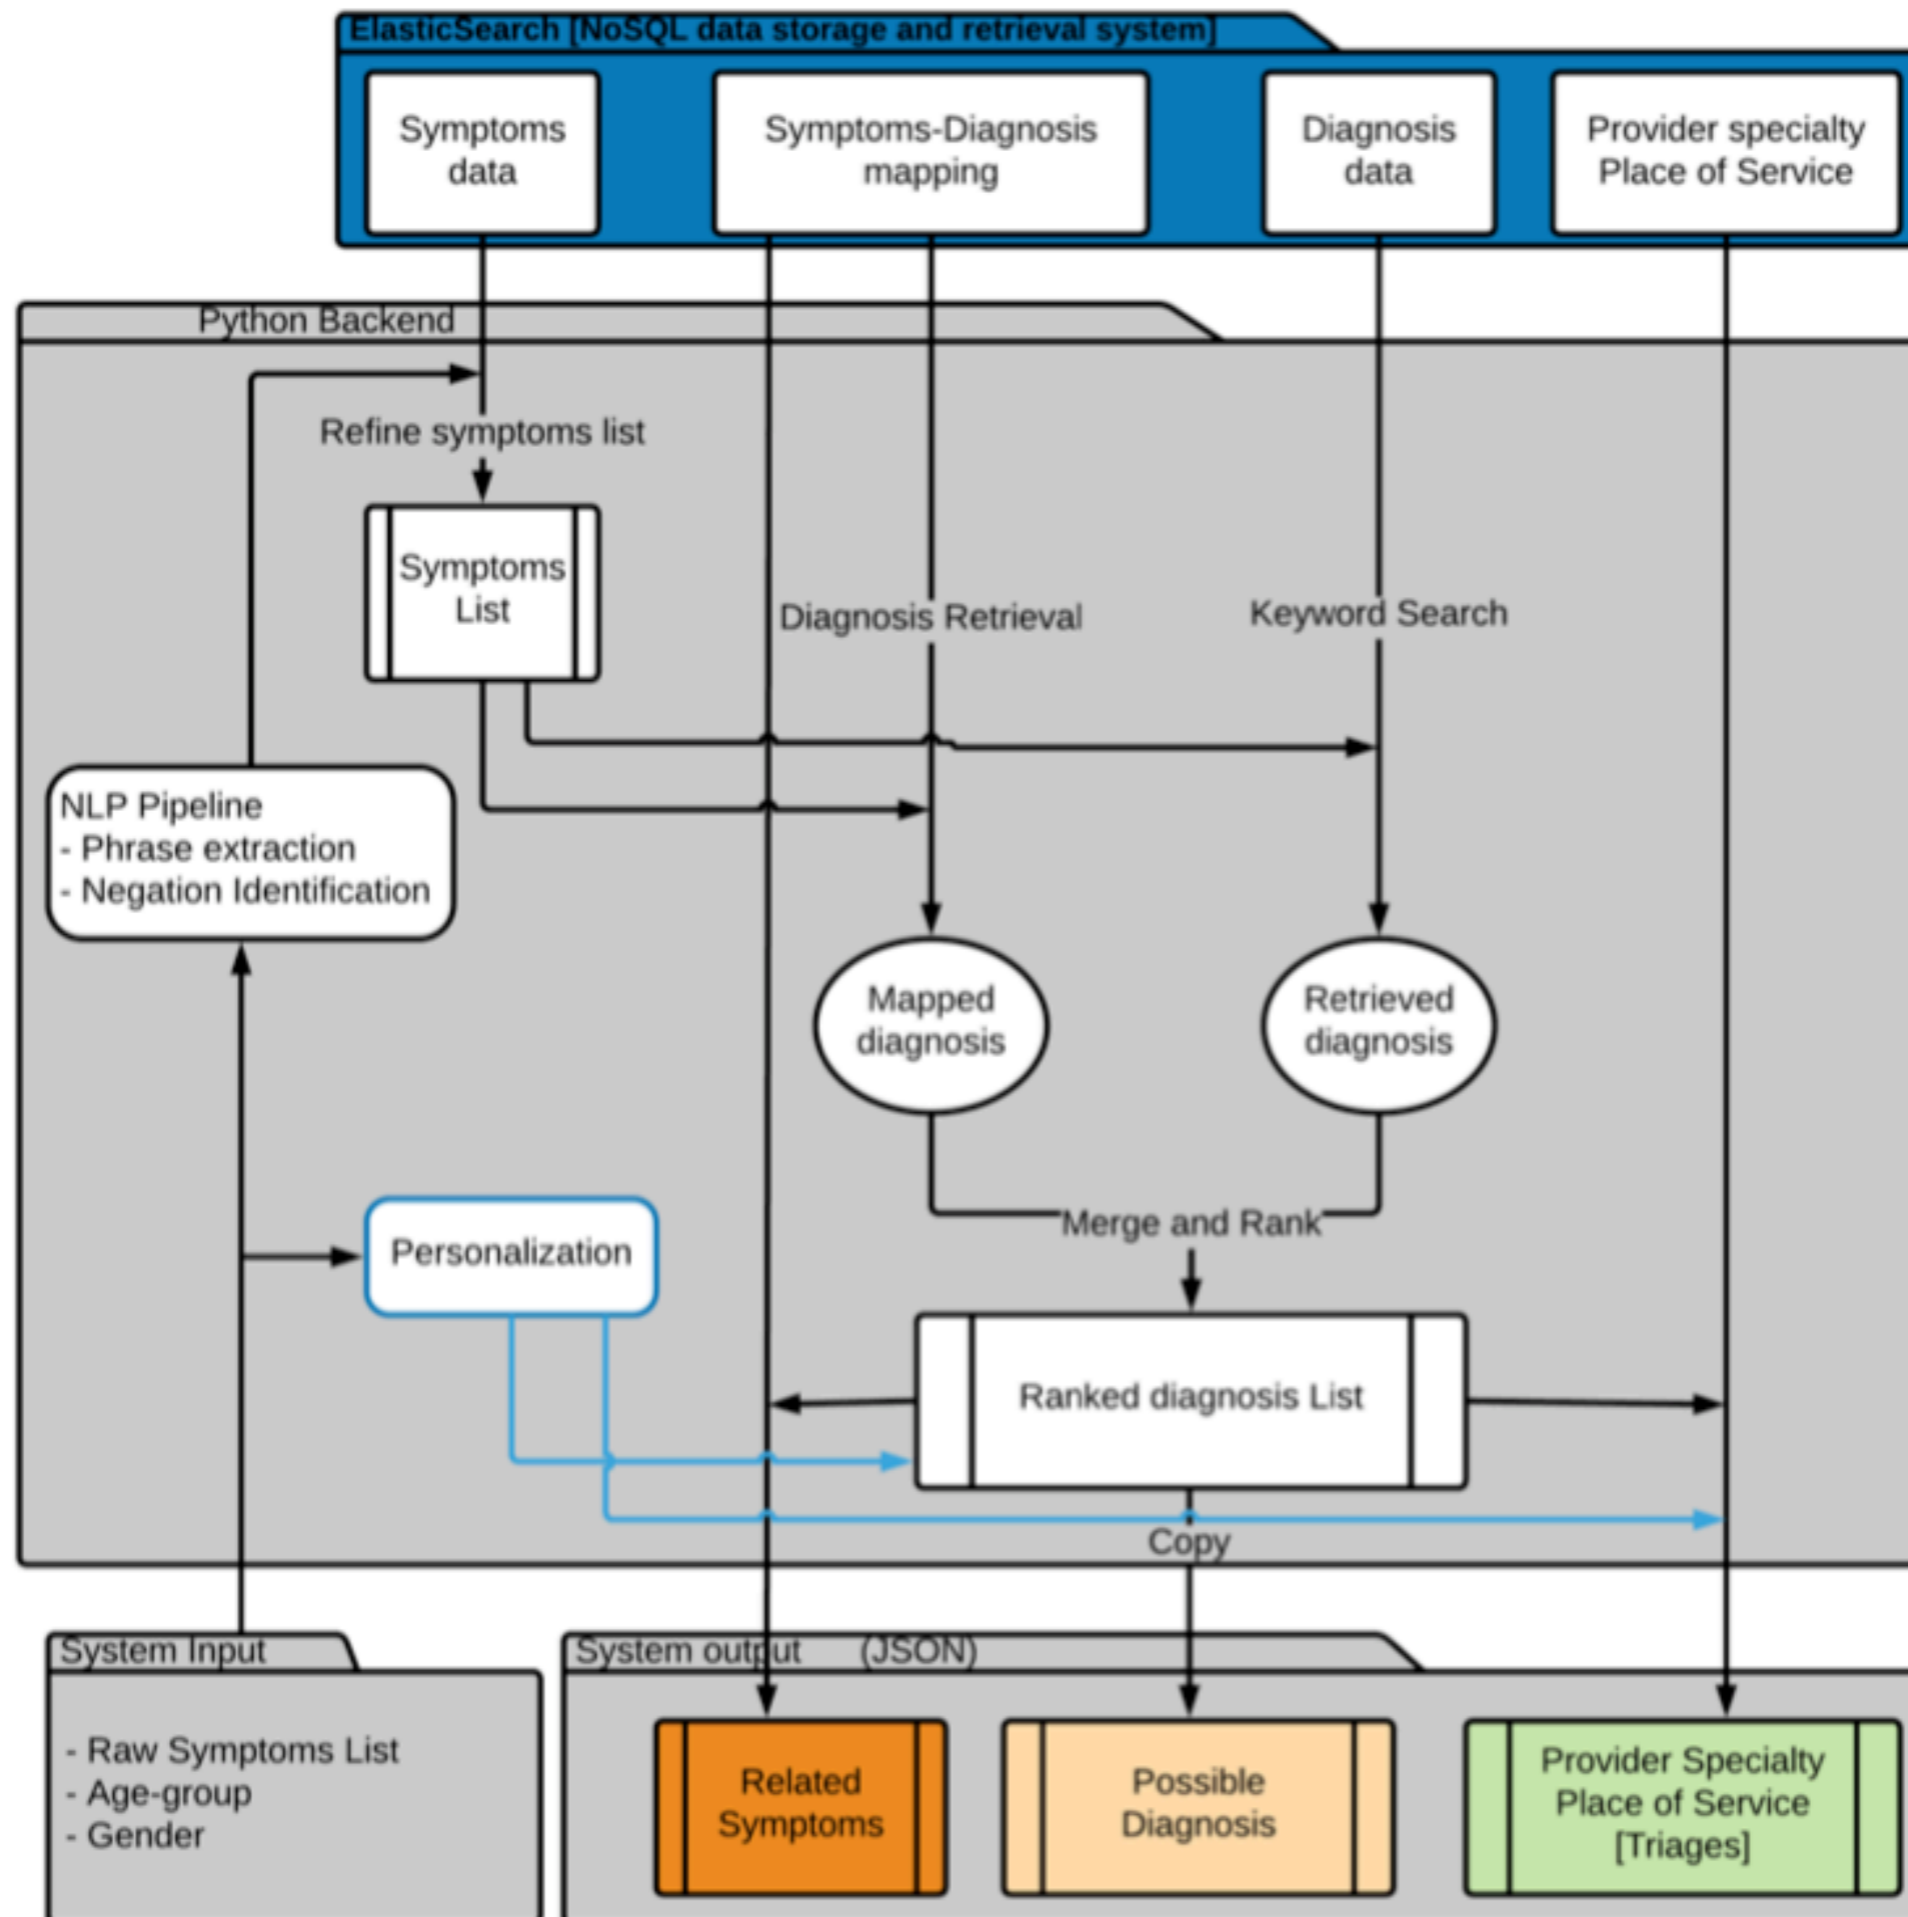 ElasticSearch [NoSQL data storage and retrieval system]
Symptoms
data
Symptoms-Diagnosis
mapping
Diagnosis
data
Provider specialty
Place of Service
Python Backend
Refine symptoms list
Symptoms
List
Diagnosis Retrieval
Keyword Search
NLP Pipeline
- Phrase extraction
- Negation Identification
Mapped
diagnosis
Retrieved
diagnosis
Merge and Rank
Personalization
Ranked diagnosis List
Copy
System Input
- Raw Symptoms List
- Age-group
- Gender
System output (JSON)
Related
Symptoms
Possible
Diagnosis
Provider Specialty
Place of Service
[Triages]